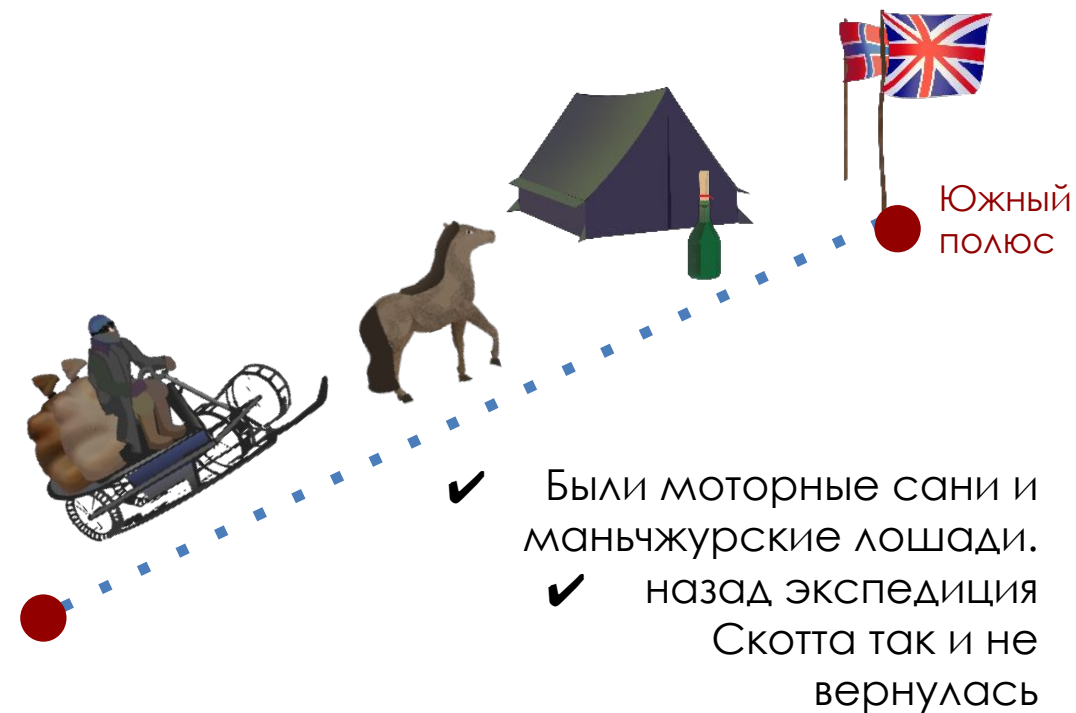 Южный
полюс
✔ Были моторные сани и
маньчжурские лошади.
✔ назад экспедиция
Скотта так и не
вернулась